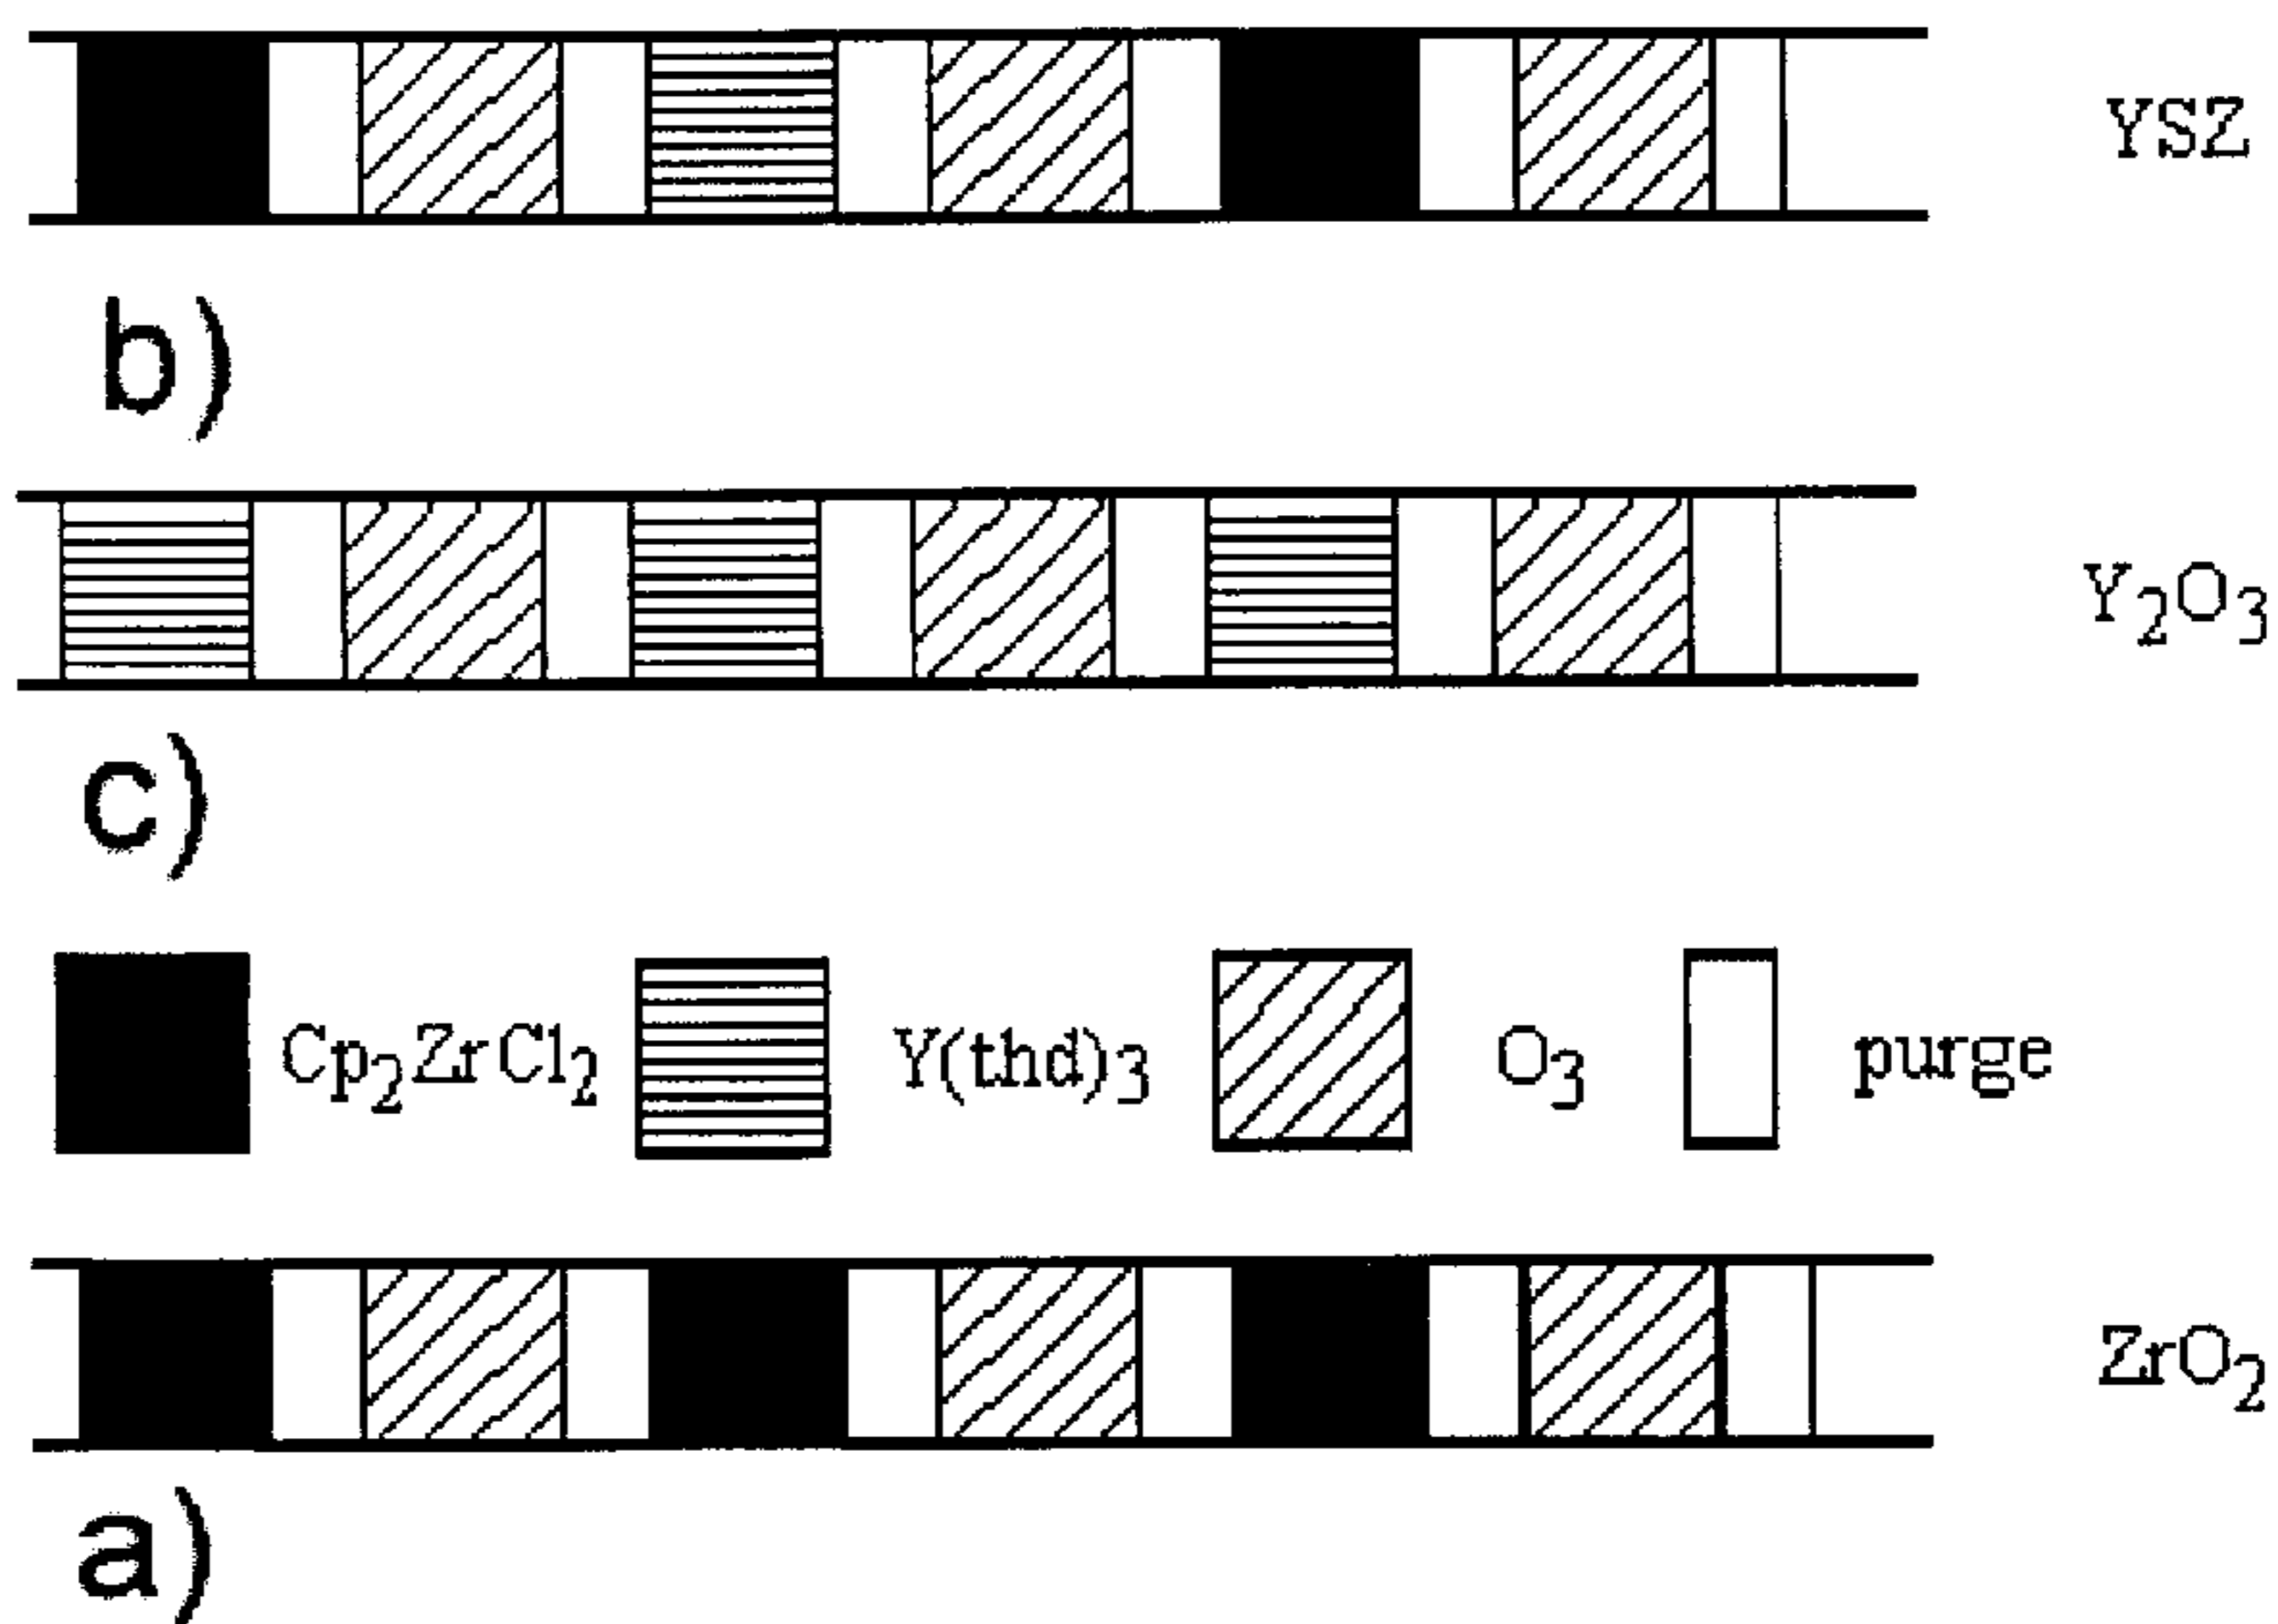 YSZ
b)
Y₂O₃
c)
Cp₂ZrCl₂ Y(thd)₃ O₃ purge
ZrO₂
a)